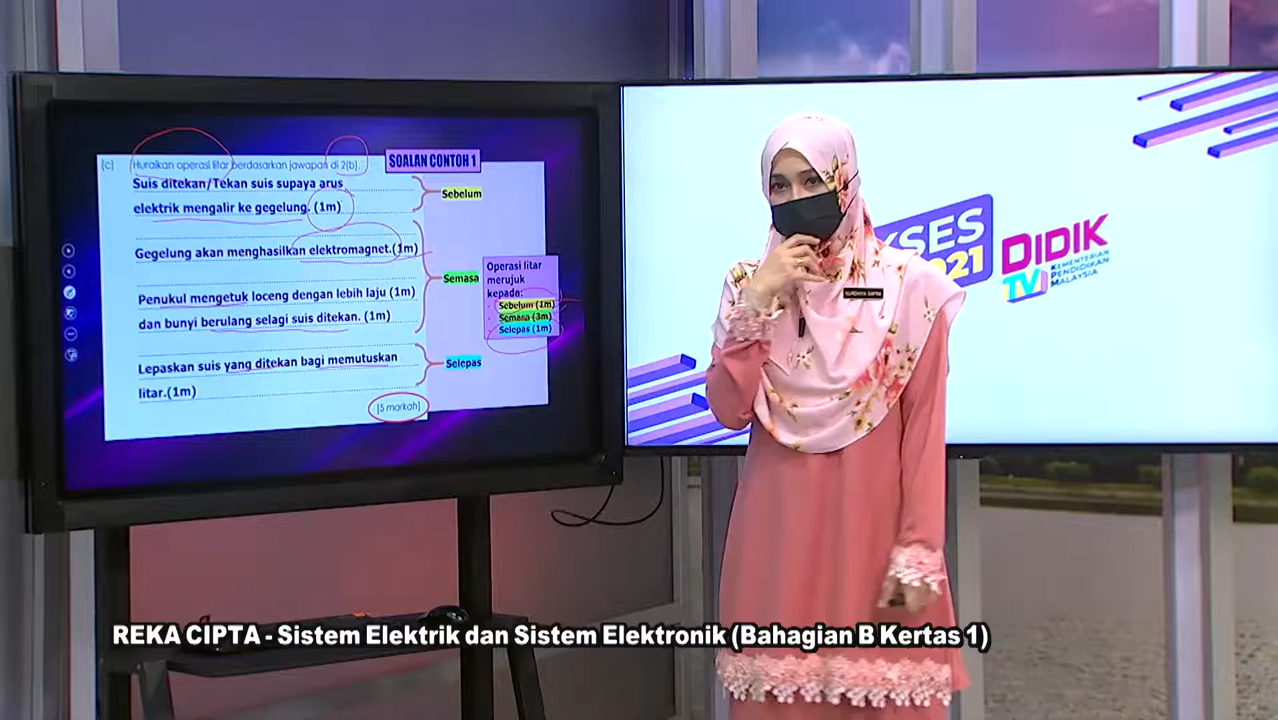 (c) Huraikan operasi litar berdasarkan jawapan di 2(b).
SOALAN CONTOH 1
Suis ditekan/Tekan suis supaya arus
elektrik mengalir ke gegelung. (1m)
Sebelum
Gegelung akan menghasilkan elektromagnet.(1m)
Penukul mengetuk loceng dengan lebih laju (1m)
dan bunyi berulang selagi suis ditekan. (1m)
Semasa
Lepaskan suis yang ditekan bagi memutuskan
litar.(1m)
Selepas
[5 markah]
Operasi litar
merujuk
kepada:
- Sebelum (1m)
- Semasa (3m)
- Selepas (1m)
KSES
2021
DIDIK
TV
KEMENTERIAN
PENDIDIKAN
MALAYSIA
REKA CIPTA - Sistem Elektrik dan Sistem Elektronik (Bahagian B Kertas 1)